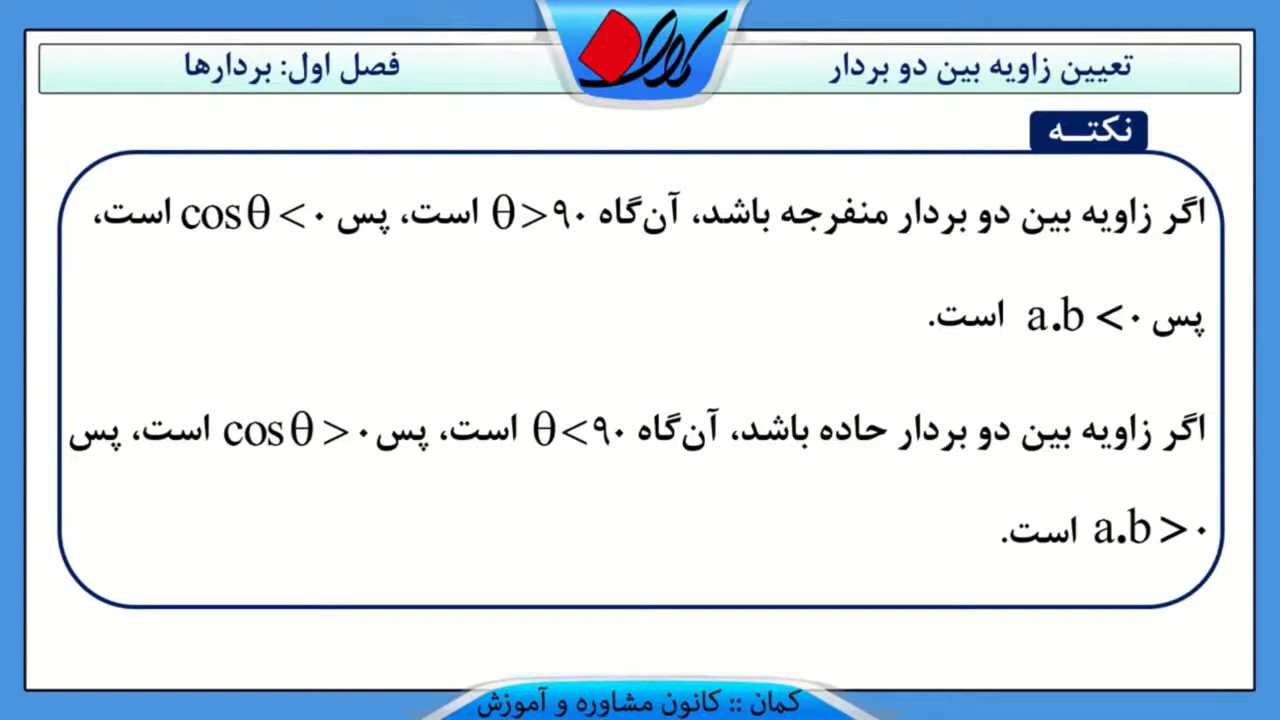 تعیین زاویه بین دو بردار
کمان
فصل اول: بردارها
نکتــه
اگر زاویه بین دو بردار منفرجه باشد، آن‌گاه θ>۹۰ است، پس cosθ<۰ است،
پس a.b<۰ است.
اگر زاویه بین دو بردار حاده باشد، آن‌گاه θ<۹۰ است، پس cosθ>۰ است، پس
a.b>۰ است.
کمان :: کانون مشاوره و آموزش